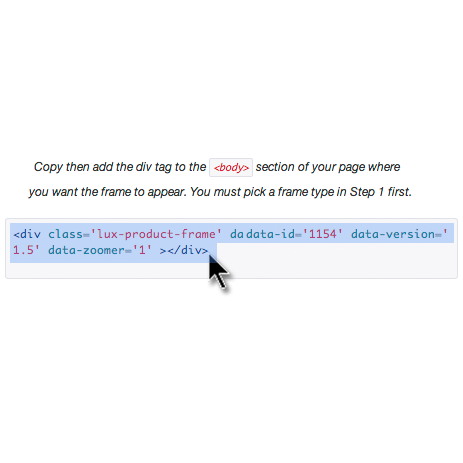 Copy then add the div tag to the <body> section of your page where
you want the frame to appear. You must pick a frame type in Step 1 first.
<div class='lux-product-frame' da data-id='1154' data-version='
1.5' data-zoomer='1' ></div>